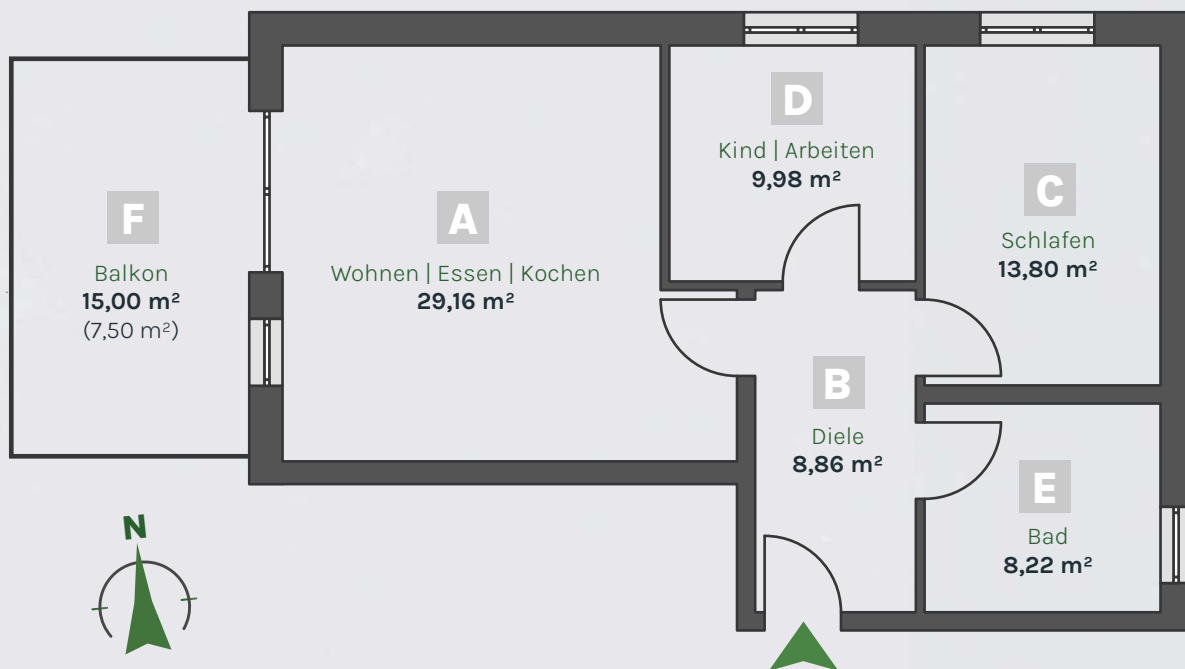 F
Balkon
15,00 m²
(7,50 m²)
A
Wohnen | Essen | Kochen
29,16 m²
D
Kind | Arbeiten
9,98 m²
C
Schlafen
13,80 m²
B
Diele
8,86 m²
E
Bad
8,22 m²
N